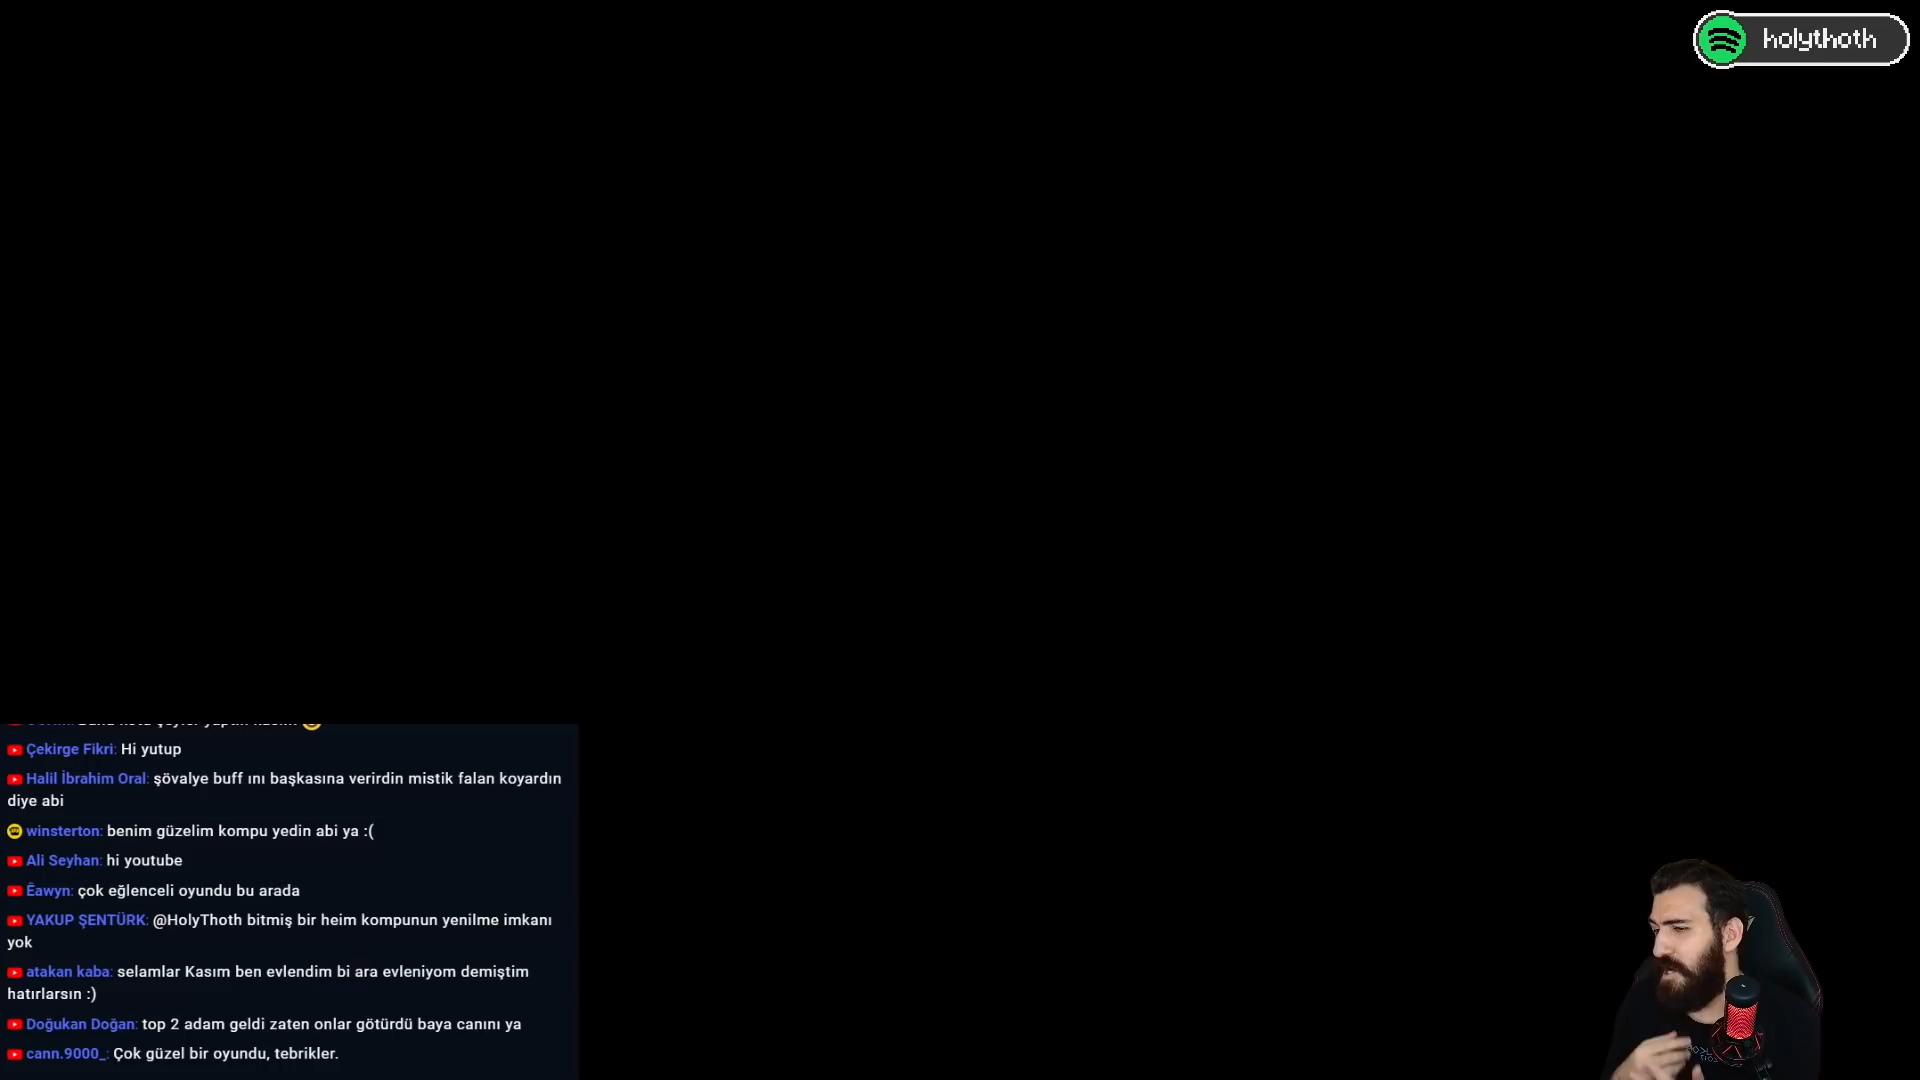 holythoth
Çekirge Fikri: Hi yutup
Halil İbrahim Oral: şövalye buff ını başkasına verirdin mistik falan koyardın
diye abi
winsterton: benim güzelim kompu yedin abi ya :(
Ali Seyhan: hi youtube
Êawyn: çok eğlenceli oyundu bu arada
YAKUP ŞENTÜRK: @HolyThoth bitmiş bir heim kompunun yenilme imkanı
yok
atakan kaba: selamlar Kasım ben evlendim bi ara evleniyom demiştim
hatırlarsın :)
Doğukan Doğan: top 2 adam geldi zaten onlar götürdü baya canını ya
cann.9000_: Çok güzel bir oyundu, tebrikler.